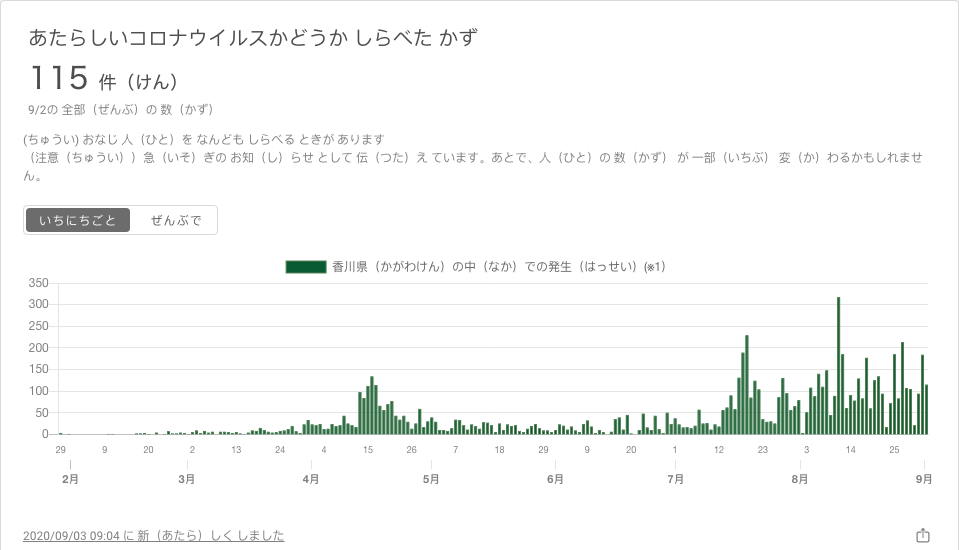 あたらしいコロナウイルスかどうか しらべた かず
115 件（けん）
9/2の 全部（ぜんぶ）の 数（かず）
(ちゅうい) おなじ 人（ひと）を なんども しらべる ときが あります
（注意（ちゅうい））急（いそ）ぎの お知（し）らせ として 伝（つた）え ています。あとで、人（ひと）の 数（かず） が 一部（いちぶ） 変（か）わるかもしれませ
ん。
いちにちごと ぜんぶで
香川県（かがわけん）の中（なか）での発生（はっせい）(※1)
350
300
250
200
150
100
50
0
29 9 20 2 13 24 4 15 26 7 18 29 9 20 1 12 23 3 14 25
2月 3月 4月 5月 6月 7月 8月 9月
2020/09/03 09:04 に 新（あたら）しく しました